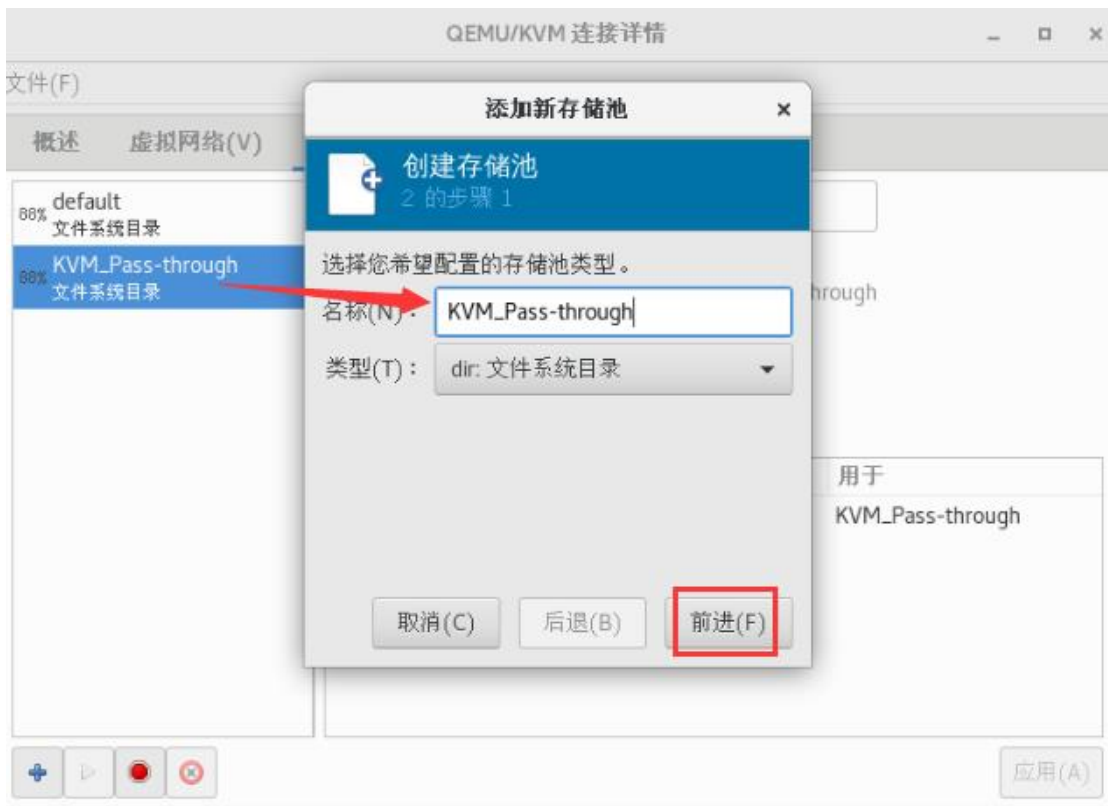 QEMU/KVM 连接详情
文件(F)
概述 虚拟网络(V)
88% default
文件系统目录
88% KVM_Pass-through
文件系统目录
添加新存储池
创建存储池
2 的步骤 1
选择您希望配置的存储池类型。
名称(N)： KVM_Pass-through
类型(T)： dir: 文件系统目录
取消(C) 后退(B) 前进(F)
hrough
用于
KVM_Pass-through
应用(A)